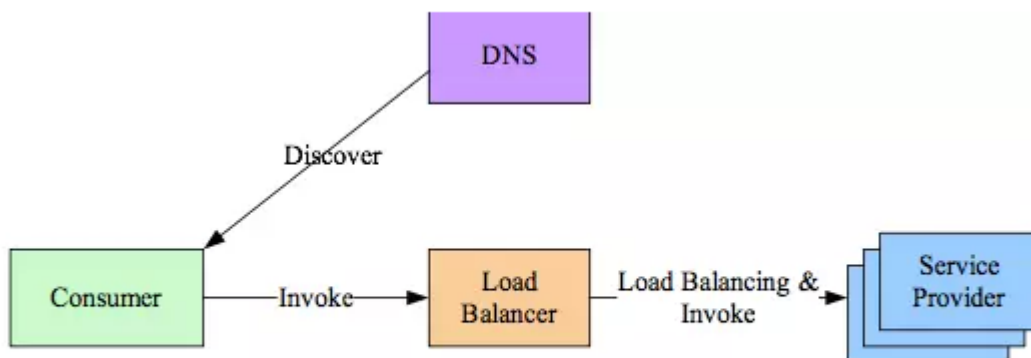 DNS
Discover
Consumer
Invoke
Load
Balancer
Load Balancing &
Invoke
Service
Provider